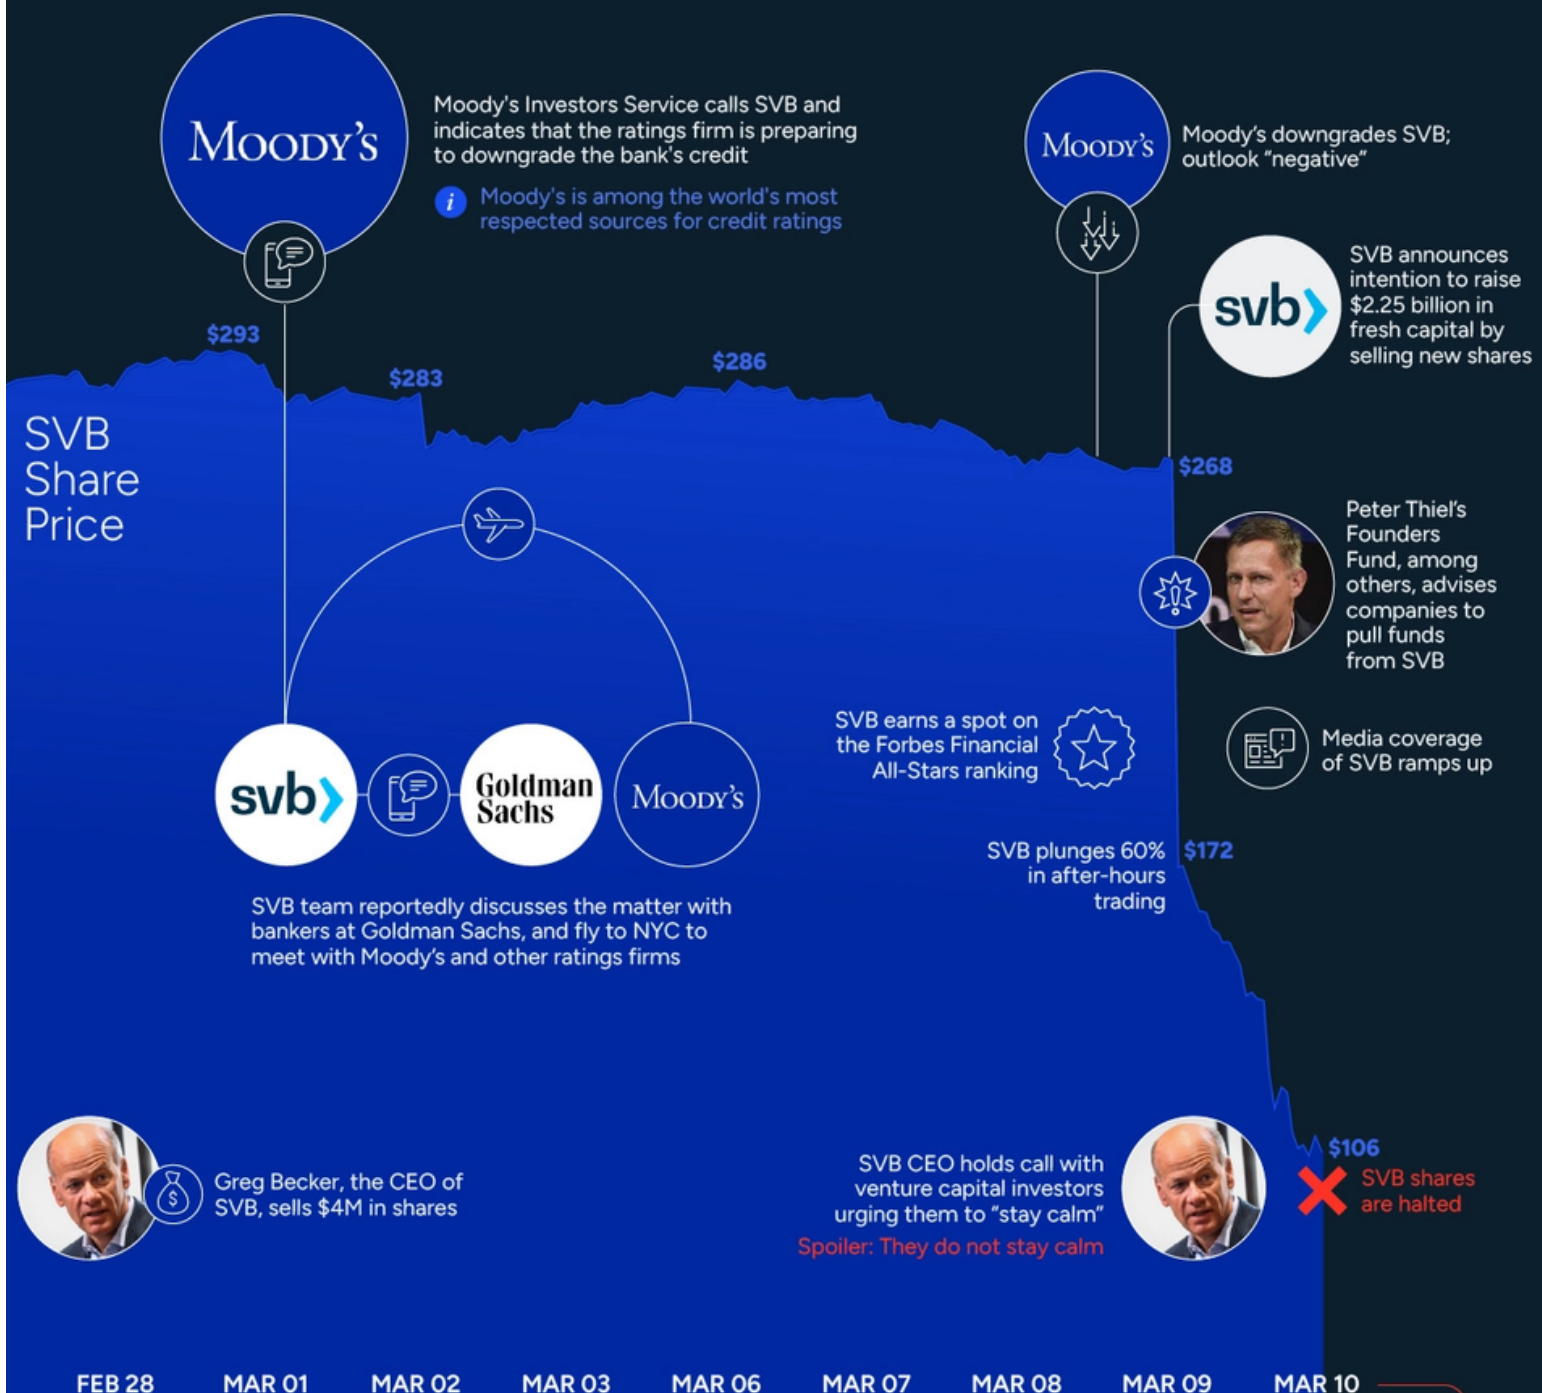 MOODY'S
Moody's Investors Service calls SVB and
indicates that the ratings firm is preparing
to downgrade the bank's credit
i
Moody's is among the world's most
respected sources for credit ratings
MOODY'S
Moody's downgrades SVB;
outlook "negative"
svb
SVB announces
intention to raise
$2.25 billion in
fresh capital by
selling new shares
$293
$283
$286
$268
SVB
Share
Price
Peter Thiel's
Founders
Fund, among
others, advises
companies to
pull funds
from SVB
SVB earns a spot on
the Forbes Financial
All-Stars ranking
Media coverage
of SVB ramps up
svb
Goldman
Sachs
MOODY'S
SVB team reportedly discusses the matter with
bankers at Goldman Sachs, and fly to NYC to
meet with Moody's and other ratings firms
SVB plunges 60%
in after-hours
trading
$172
$
Greg Becker, the CEO of
SVB, sells $4M in shares
SVB CEO holds call with
venture capital investors
urging them to "stay calm"
Spoiler: They do not stay calm
$106
SVB shares
are halted
FEB 28
MAR 01
MAR 02
MAR 03
MAR 06
MAR 07
MAR 08
MAR 09
MAR 10